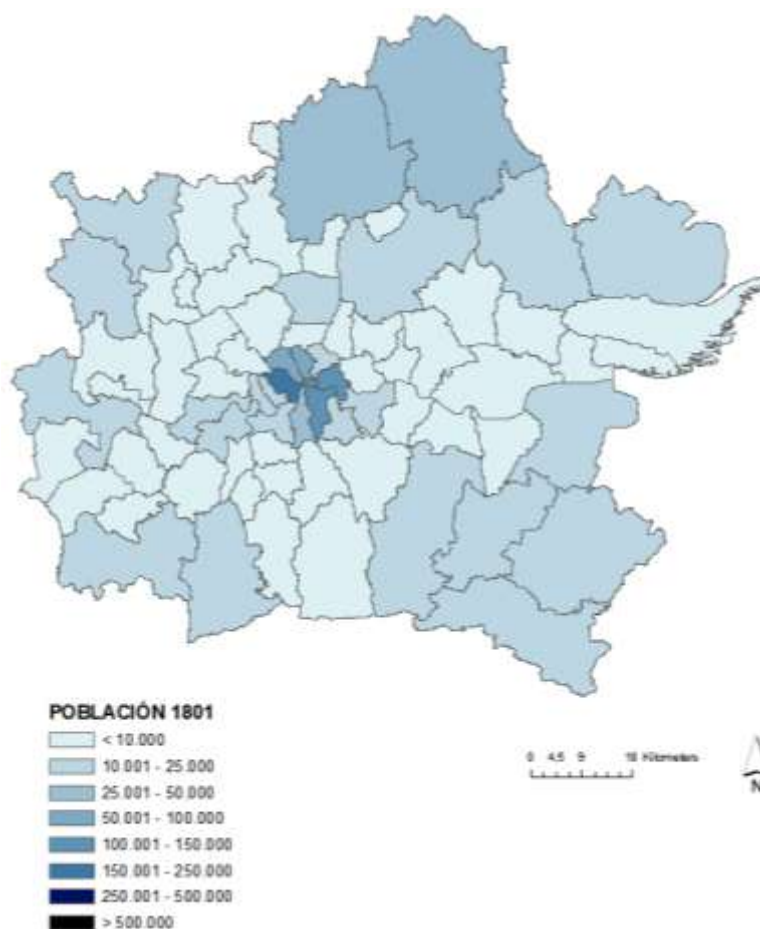 POBLACIÓN 1801
< 10.000
10.001 - 25.000
25.001 - 50.000
50.001 - 100.000
100.001 - 150.000
150.001 - 250.000
250.001 - 500.000
> 500.000
0 4,5 9 18 Kilometers
N